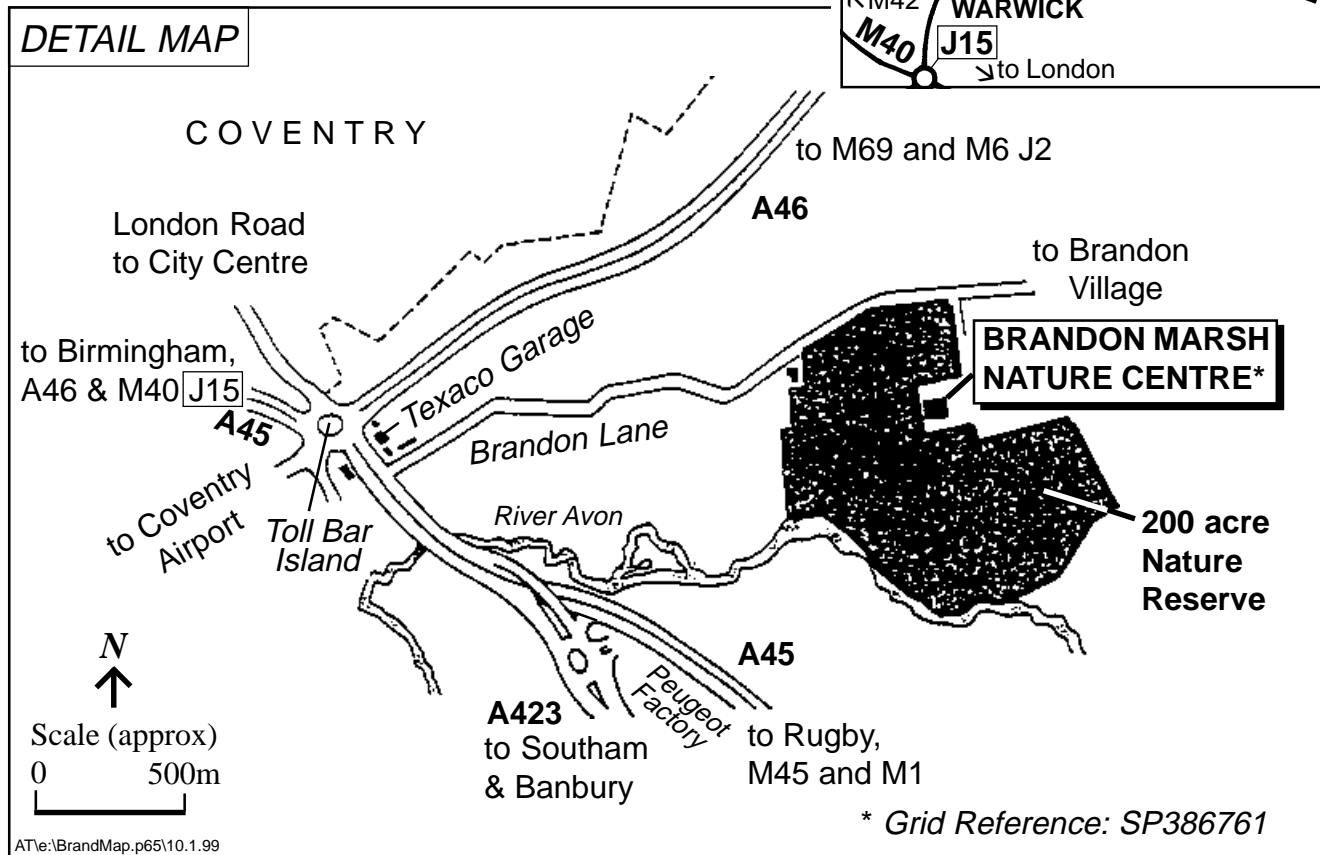 DETAIL MAP
M42
WARWICK
M40
J15
to London
COVENTRY
to M69 and M6 J2
A46
London Road
to City Centre
to Brandon
Village
to Birmingham,
A46 & M40 J15
A45
Texaco Garage
BRANDON MARSH
NATURE CENTRE*
Brandon Lane
to Coventry
Airport
Toll Bar
Island
River Avon
200 acre
Nature
Reserve
N
A45
Peugeot
Factory
A423
to Southam
& Banbury
to Rugby,
M45 and M1
Scale (approx)
0 500m
* Grid Reference: SP386761
AT\e:\BrandMap.p65\10.1.99